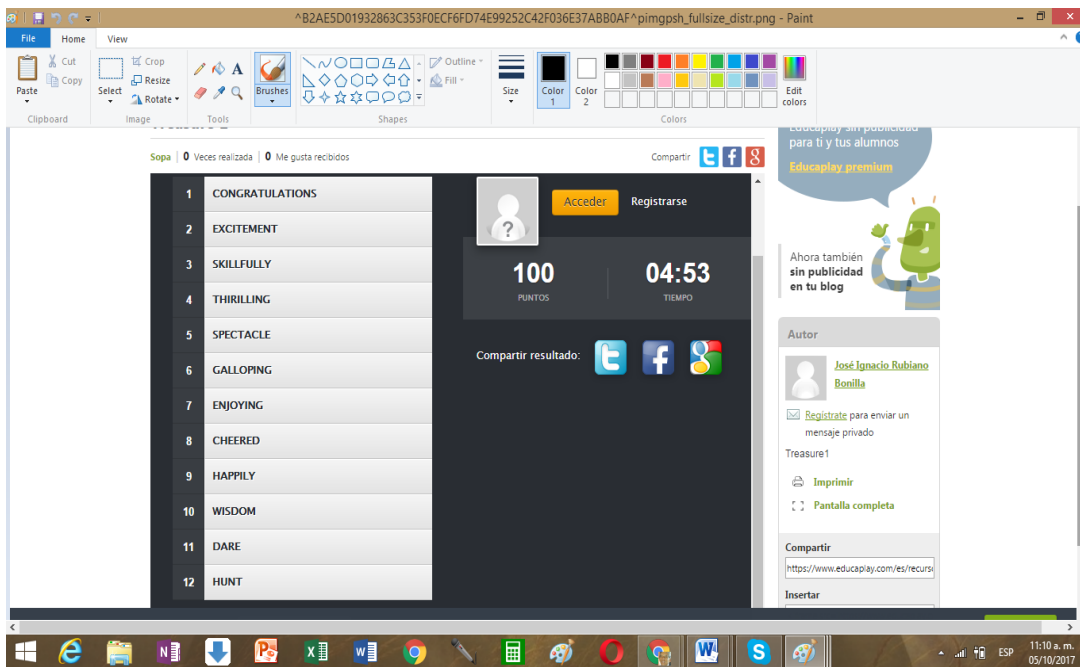 ^B2AE5D01932863C353F0ECF6FD74E99252C42F036E37ABB0AF^pimgpsh_fullsize_distr.png - Paint
File Home View
Paste
Cut
Copy
Clipboard
Select
Crop
Resize
Rotate
Image
A
Tools
Brushes
Outline
Fill
Shapes
Size
Color 1
Color 2
Edit colors
Colors
Sopa | 0 Veces realizada | 0 Me gusta recibidos
Compartir
1 CONGRATULATIONS
2 EXCITEMENT
3 SKILLFULLY
4 THIRILLING
5 SPECTACLE
6 GALLOPING
7 ENJOYING
8 CHEERED
9 HAPPILY
10 WISDOM
11 DARE
12 HUNT
?
Acceder Registrarse
100 04:53
PUNTOS TIEMPO
Compartir resultado:
Educaplay sin publicidad
para ti y tus alumnos
Educaplay premium
Ahora también
sin publicidad
en tu blog
Autor
José Ignacio Rubiano
Bonilla
Regístrate para enviar un
mensaje privado
Treasure1
Imprimir
Pantalla completa
Compartir
https://www.educaplay.com/es/recurs
Insertar
ESP
11:10 a. m.
05/10/2017